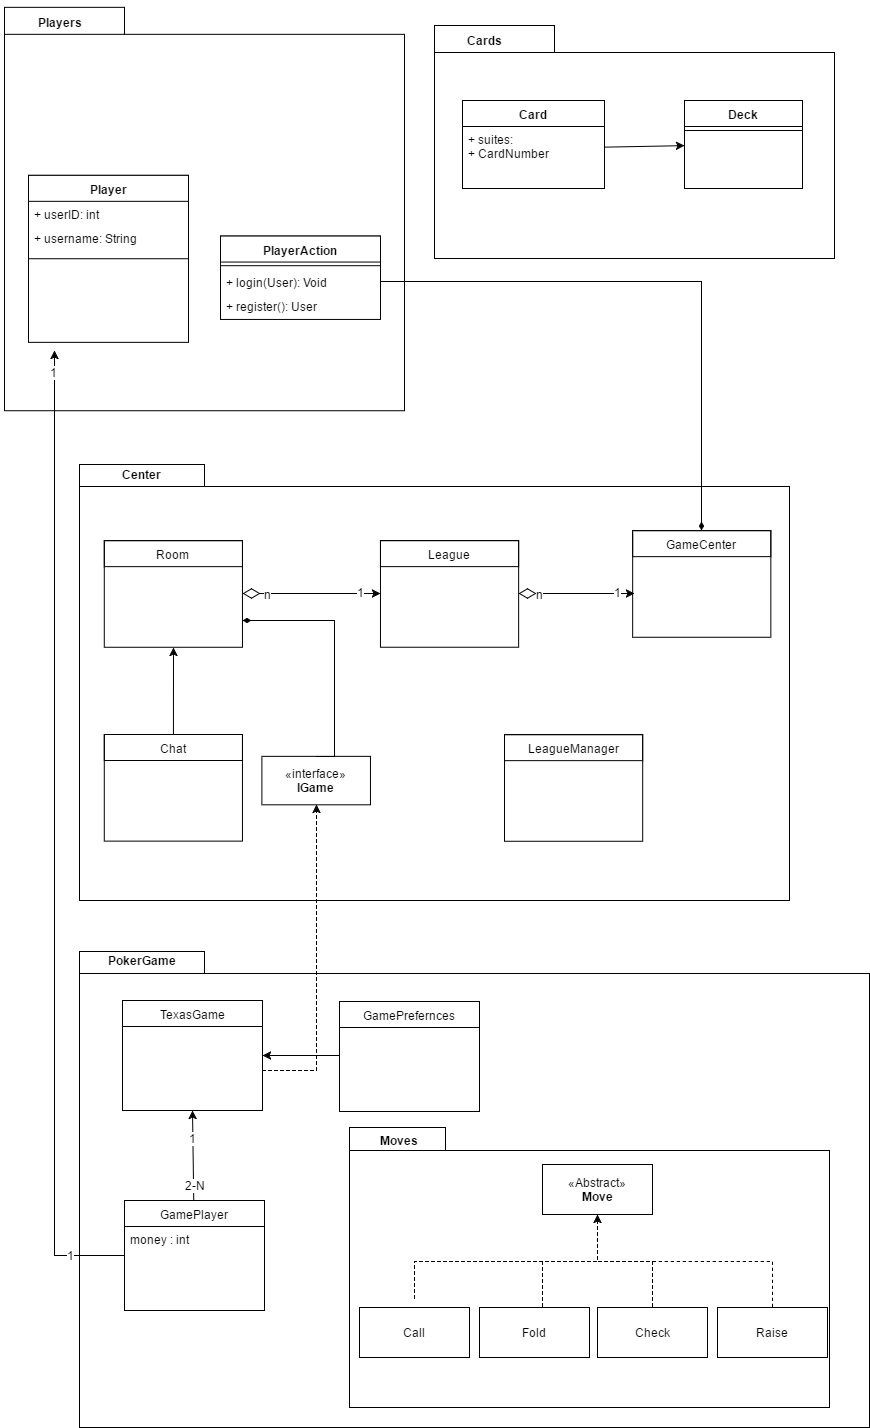 Players
Player
+ userID: int
+ username: String
PlayerAction
+ login(User): Void
+ register(): User
1
Cards
Card
+ suites:
+ CardNumber
Deck
Center
Room
n
1
League
n
1
GameCenter
Chat
«interface»
IGame
LeagueManager
PokerGame
TexasGame
GamePrefernces
1
2-N
GamePlayer
money : int
1
Moves
«Abstract»
Move
Call
Fold
Check
Raise